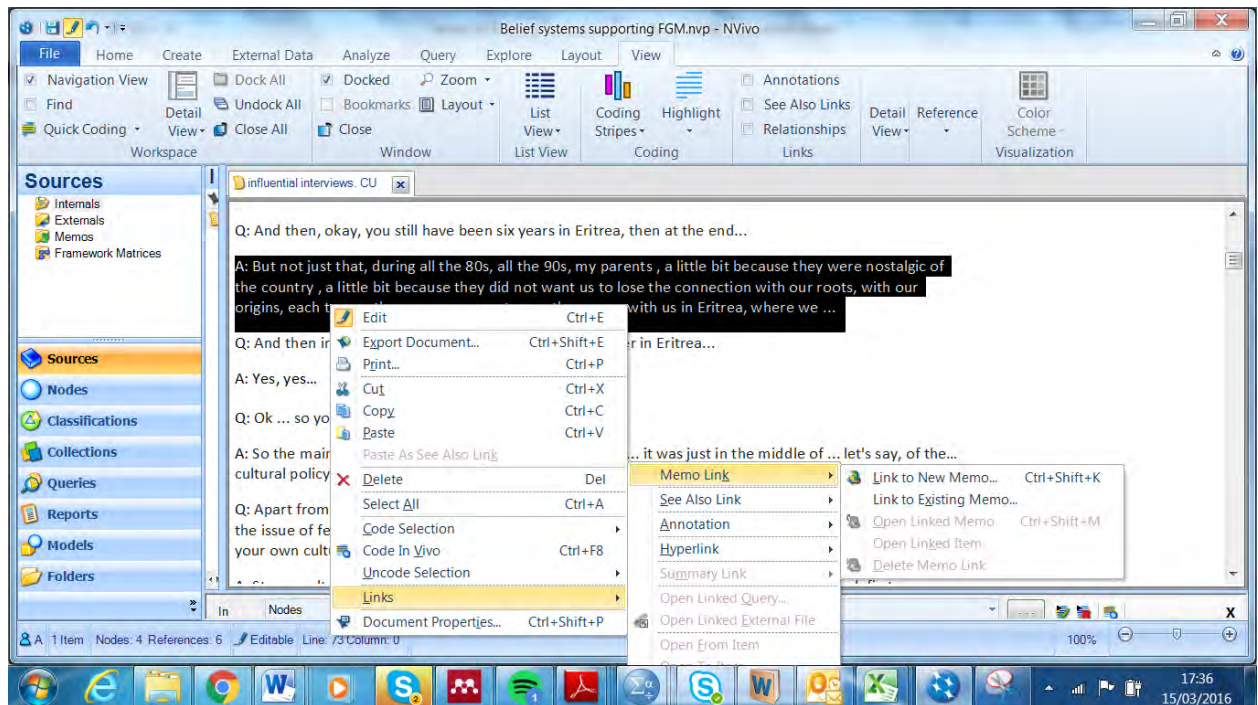 Belief systems supporting FGM.nvp - NVivo
File Home Create External Data Analyze Query Explore Layout View
Navigation View
Find
Quick Coding
Detail View
Workspace
Dock All
Undock All
Close All
Docked
Bookmarks
Close
Zoom
Layout
Window
List View
List View
Coding Stripes
Highlight
Coding
Annotations
See Also Links
Relationships
Links
Detail View
Reference
Color Scheme
Visualization
Sources
Internals
Externals
Memos
Framework Matrices
Sources
Nodes
Classifications
Collections
Queries
Reports
Models
Folders
influential interviews. CU
Q: And then, okay, you still have been six years in Eritrea, then at the end...
A: But not just that, during all the 80s, all the 90s, my parents , a little bit because they were nostalgic of
the country , a little bit because they did not want us to lose the connection with our roots, with our
origins, each with us in Eritrea, where we ...
Q: And then in r in Eritrea...
A: Yes, yes...
Q: Ok ... so yo
A: So the main ... it was just in the middle of ... let's say, of the...
cultural policy
Q: Apart from
the issue of fe
your own cult
Edit Ctrl+E
Export Document... Ctrl+Shift+E
Print... Ctrl+P
Cut Ctrl+X
Copy Ctrl+C
Paste Ctrl+V
Paste As See Also Link
Delete Del
Select All Ctrl+A
Code Selection
Code In Vivo Ctrl+F8
Uncode Selection
Links
Document Properties... Ctrl+Shift+P
Memo Link
See Also Link
Annotation
Hyperlink
Summary Link
Open Linked Query...
Open Linked External File
Open From Item
Link to New Memo... Ctrl+Shift+K
Link to Existing Memo...
Open Linked Memo Ctrl+Shift+M
Open Linked Item
Delete Memo Link
In Nodes
A 1 Item Nodes: 4 References: 6 Editable Line: 73 Column: 0
100%
17:36
15/03/2016